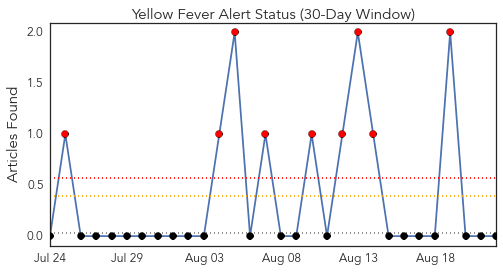 Yellow Fever Alert Status (30-Day Window)
Articles Found
2.0
1.5
1.0
0.5
0.0
Jul 24 Jul 29 Aug 03 Aug 08 Aug 13 Aug 18